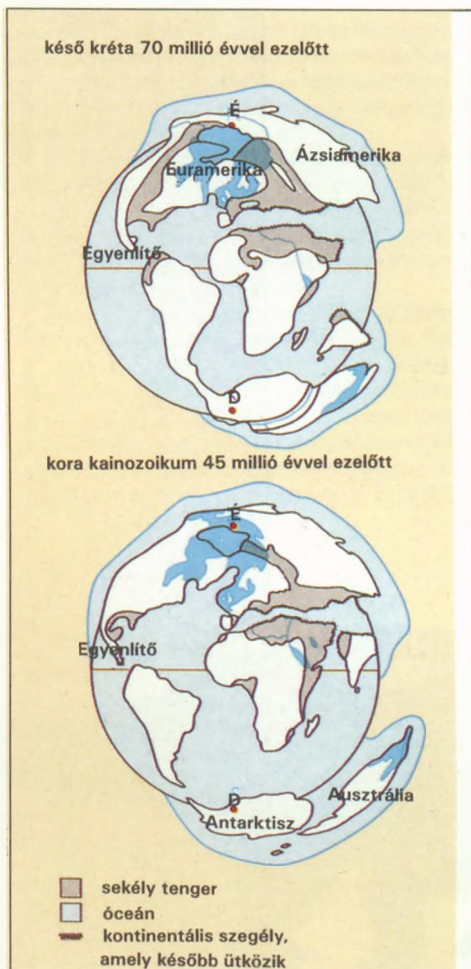 késő kréta 70 millió évvel ezelőtt
É
Ázsiamerika
Euramerika
Egyenlítő
D
kora kainozoikum 45 millió évvel ezelőtt
É
Egyenlítő
D
Ausztrália
Antarktisz
sekély tenger
óceán
kontinentális szegély,
amely később ütközik